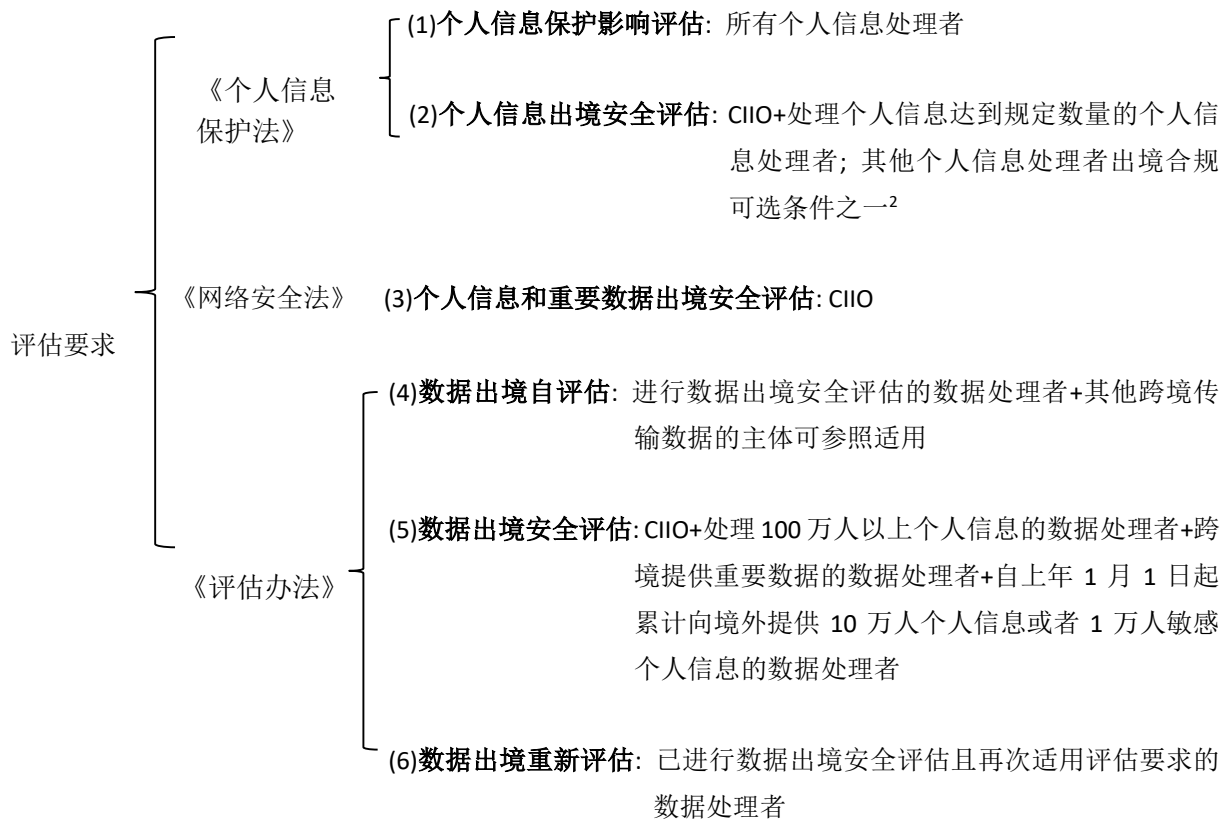 (1)个人信息保护影响评估: 所有个人信息处理者
《个人信息
保护法》
(2)个人信息出境安全评估: CIIO+处理个人信息达到规定数量的个人信
息处理者; 其他个人信息处理者出境合规
可选条件之一²
《网络安全法》 (3)个人信息和重要数据出境安全评估: CIIO
评估要求
(4)数据出境自评估: 进行数据出境安全评估的数据处理者+其他跨境传
输数据的主体可参照适用
(5)数据出境安全评估: CIIO+处理 100 万人以上个人信息的数据处理者+跨
境提供重要数据的数据处理者+自上年 1 月 1 日起
《评估办法》
累计向境外提供 10 万人个人信息或者 1 万人敏感
个人信息的数据处理者
(6)数据出境重新评估: 已进行数据出境安全评估且再次适用评估要求的
数据处理者